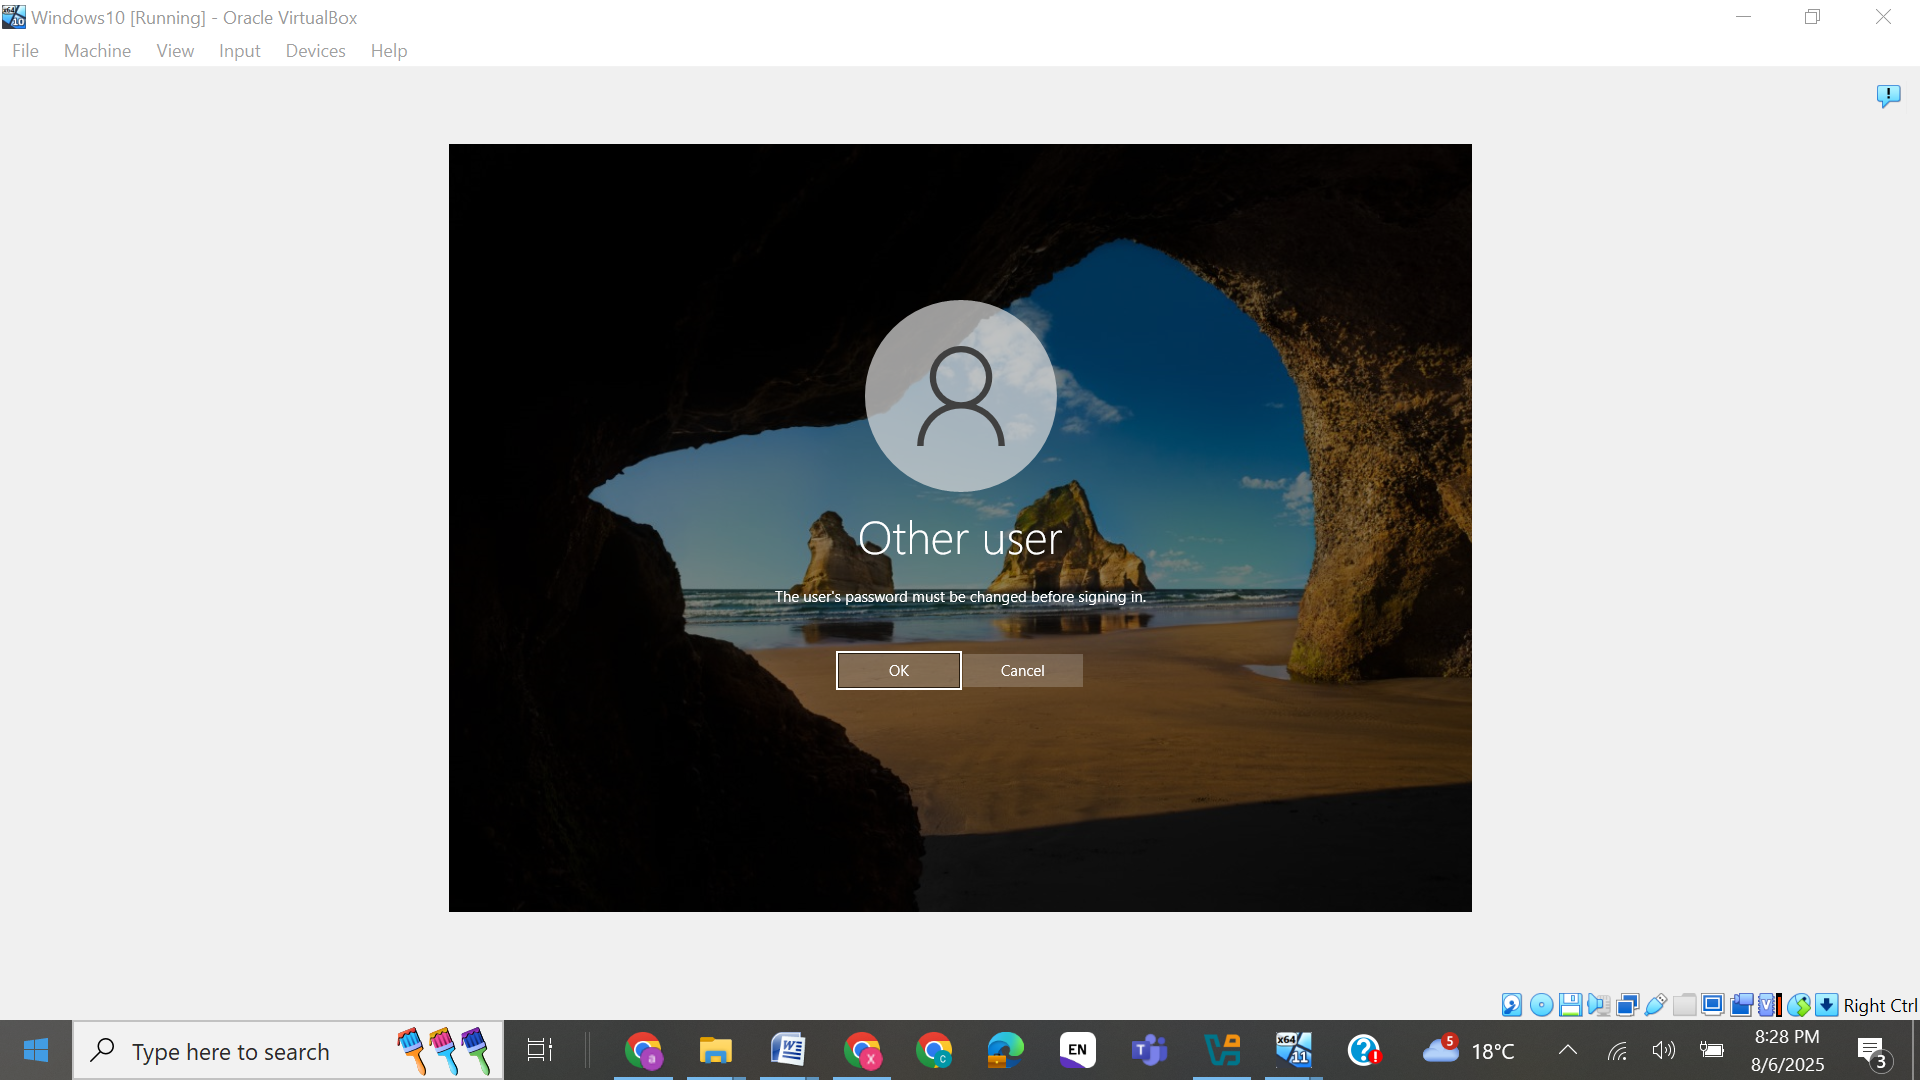 Windows10 [Running] - Oracle VirtualBox
File Machine View Input Devices Help
Other user
The user's password must be changed before signing in.
OK Cancel
Right Ctrl
Type here to search
a
X
c
EN
T
x64
11
5
18°C
8:28 PM
8/6/2025
3